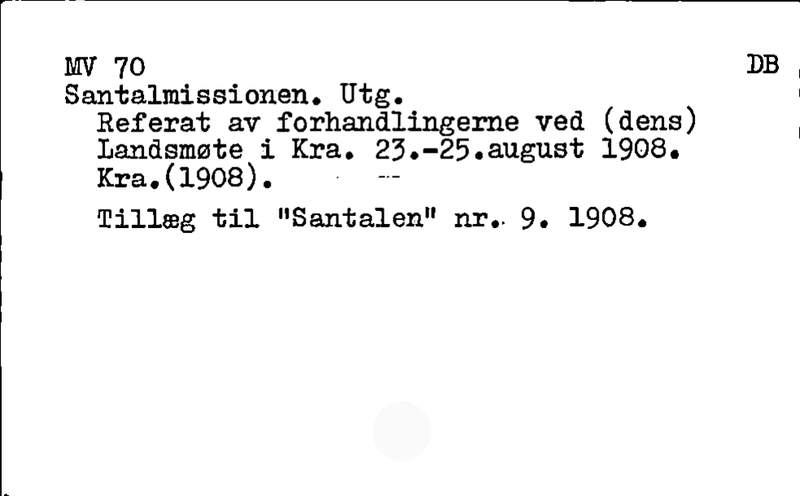 MV 70 DB
Santalmissionen. Utg.
Referat av forhandlingerne ved (dens)
Landsmøte i Kra. 23.-25.august 1908.
Kra.(1908).
Tillæg til "Santalen" nr. 9. 1908.